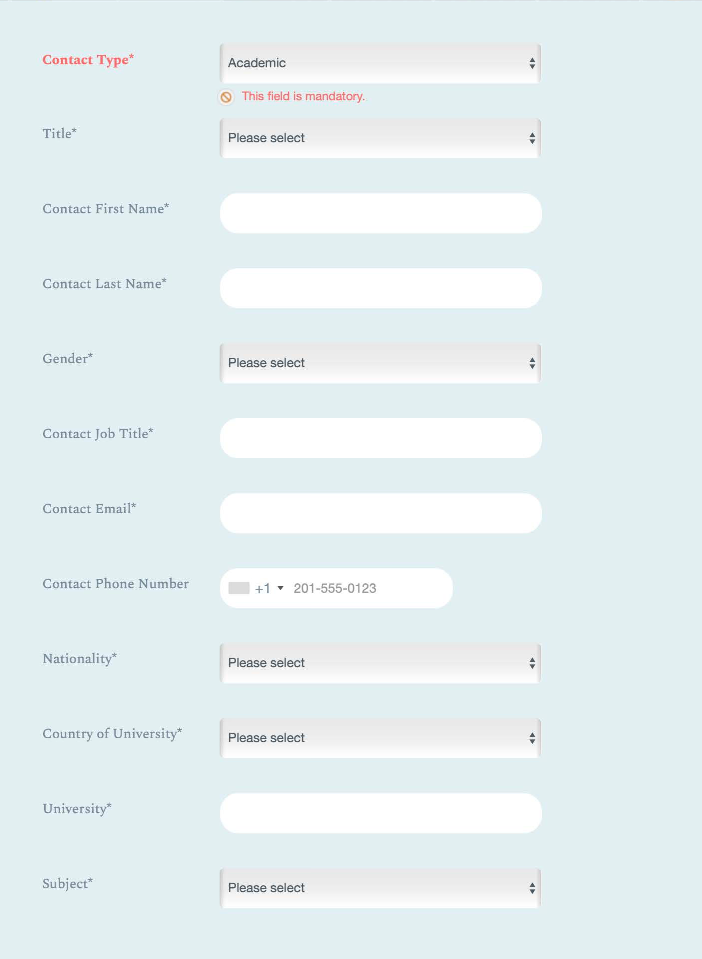 Contact Type*
Academic
This field is mandatory.
Title*
Please select
Contact First Name*
Contact Last Name*
Gender*
Please select
Contact Job Title*
Contact Email*
Contact Phone Number
+1 201-555-0123
Nationality*
Please select
Country of University*
Please select
University*
Subject*
Please select